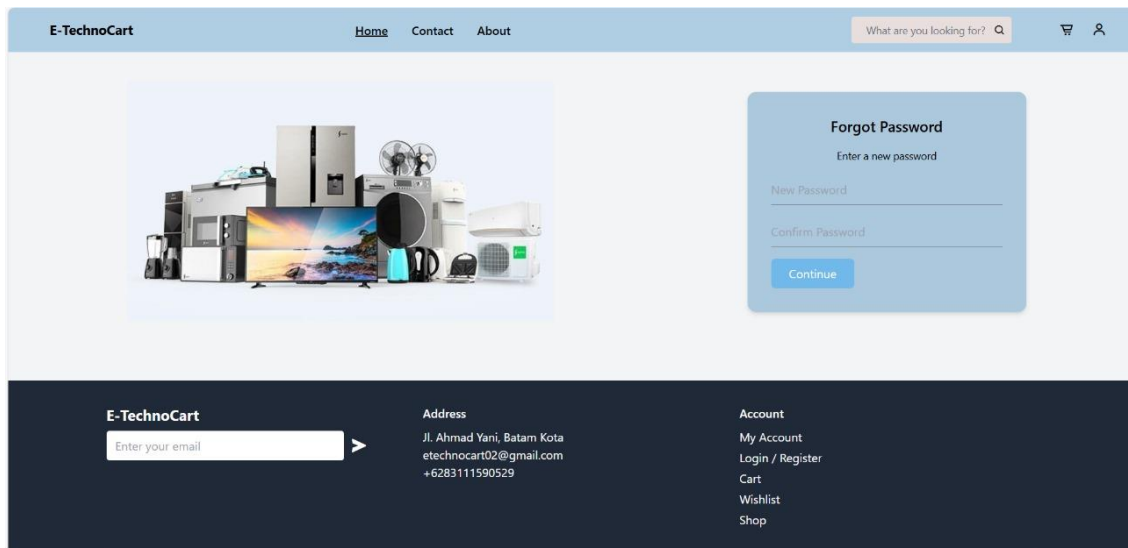 E-TechnoCart
Home Contact About
What are you looking for?
Forgot Password
Enter a new password
New Password
Confirm Password
Continue
E-TechnoCart
Enter your email
Address
Jl. Ahmad Yani, Batam Kota
etechnocart02@gmail.com
+6283111590529
Account
My Account
Login / Register
Cart
Wishlist
Shop